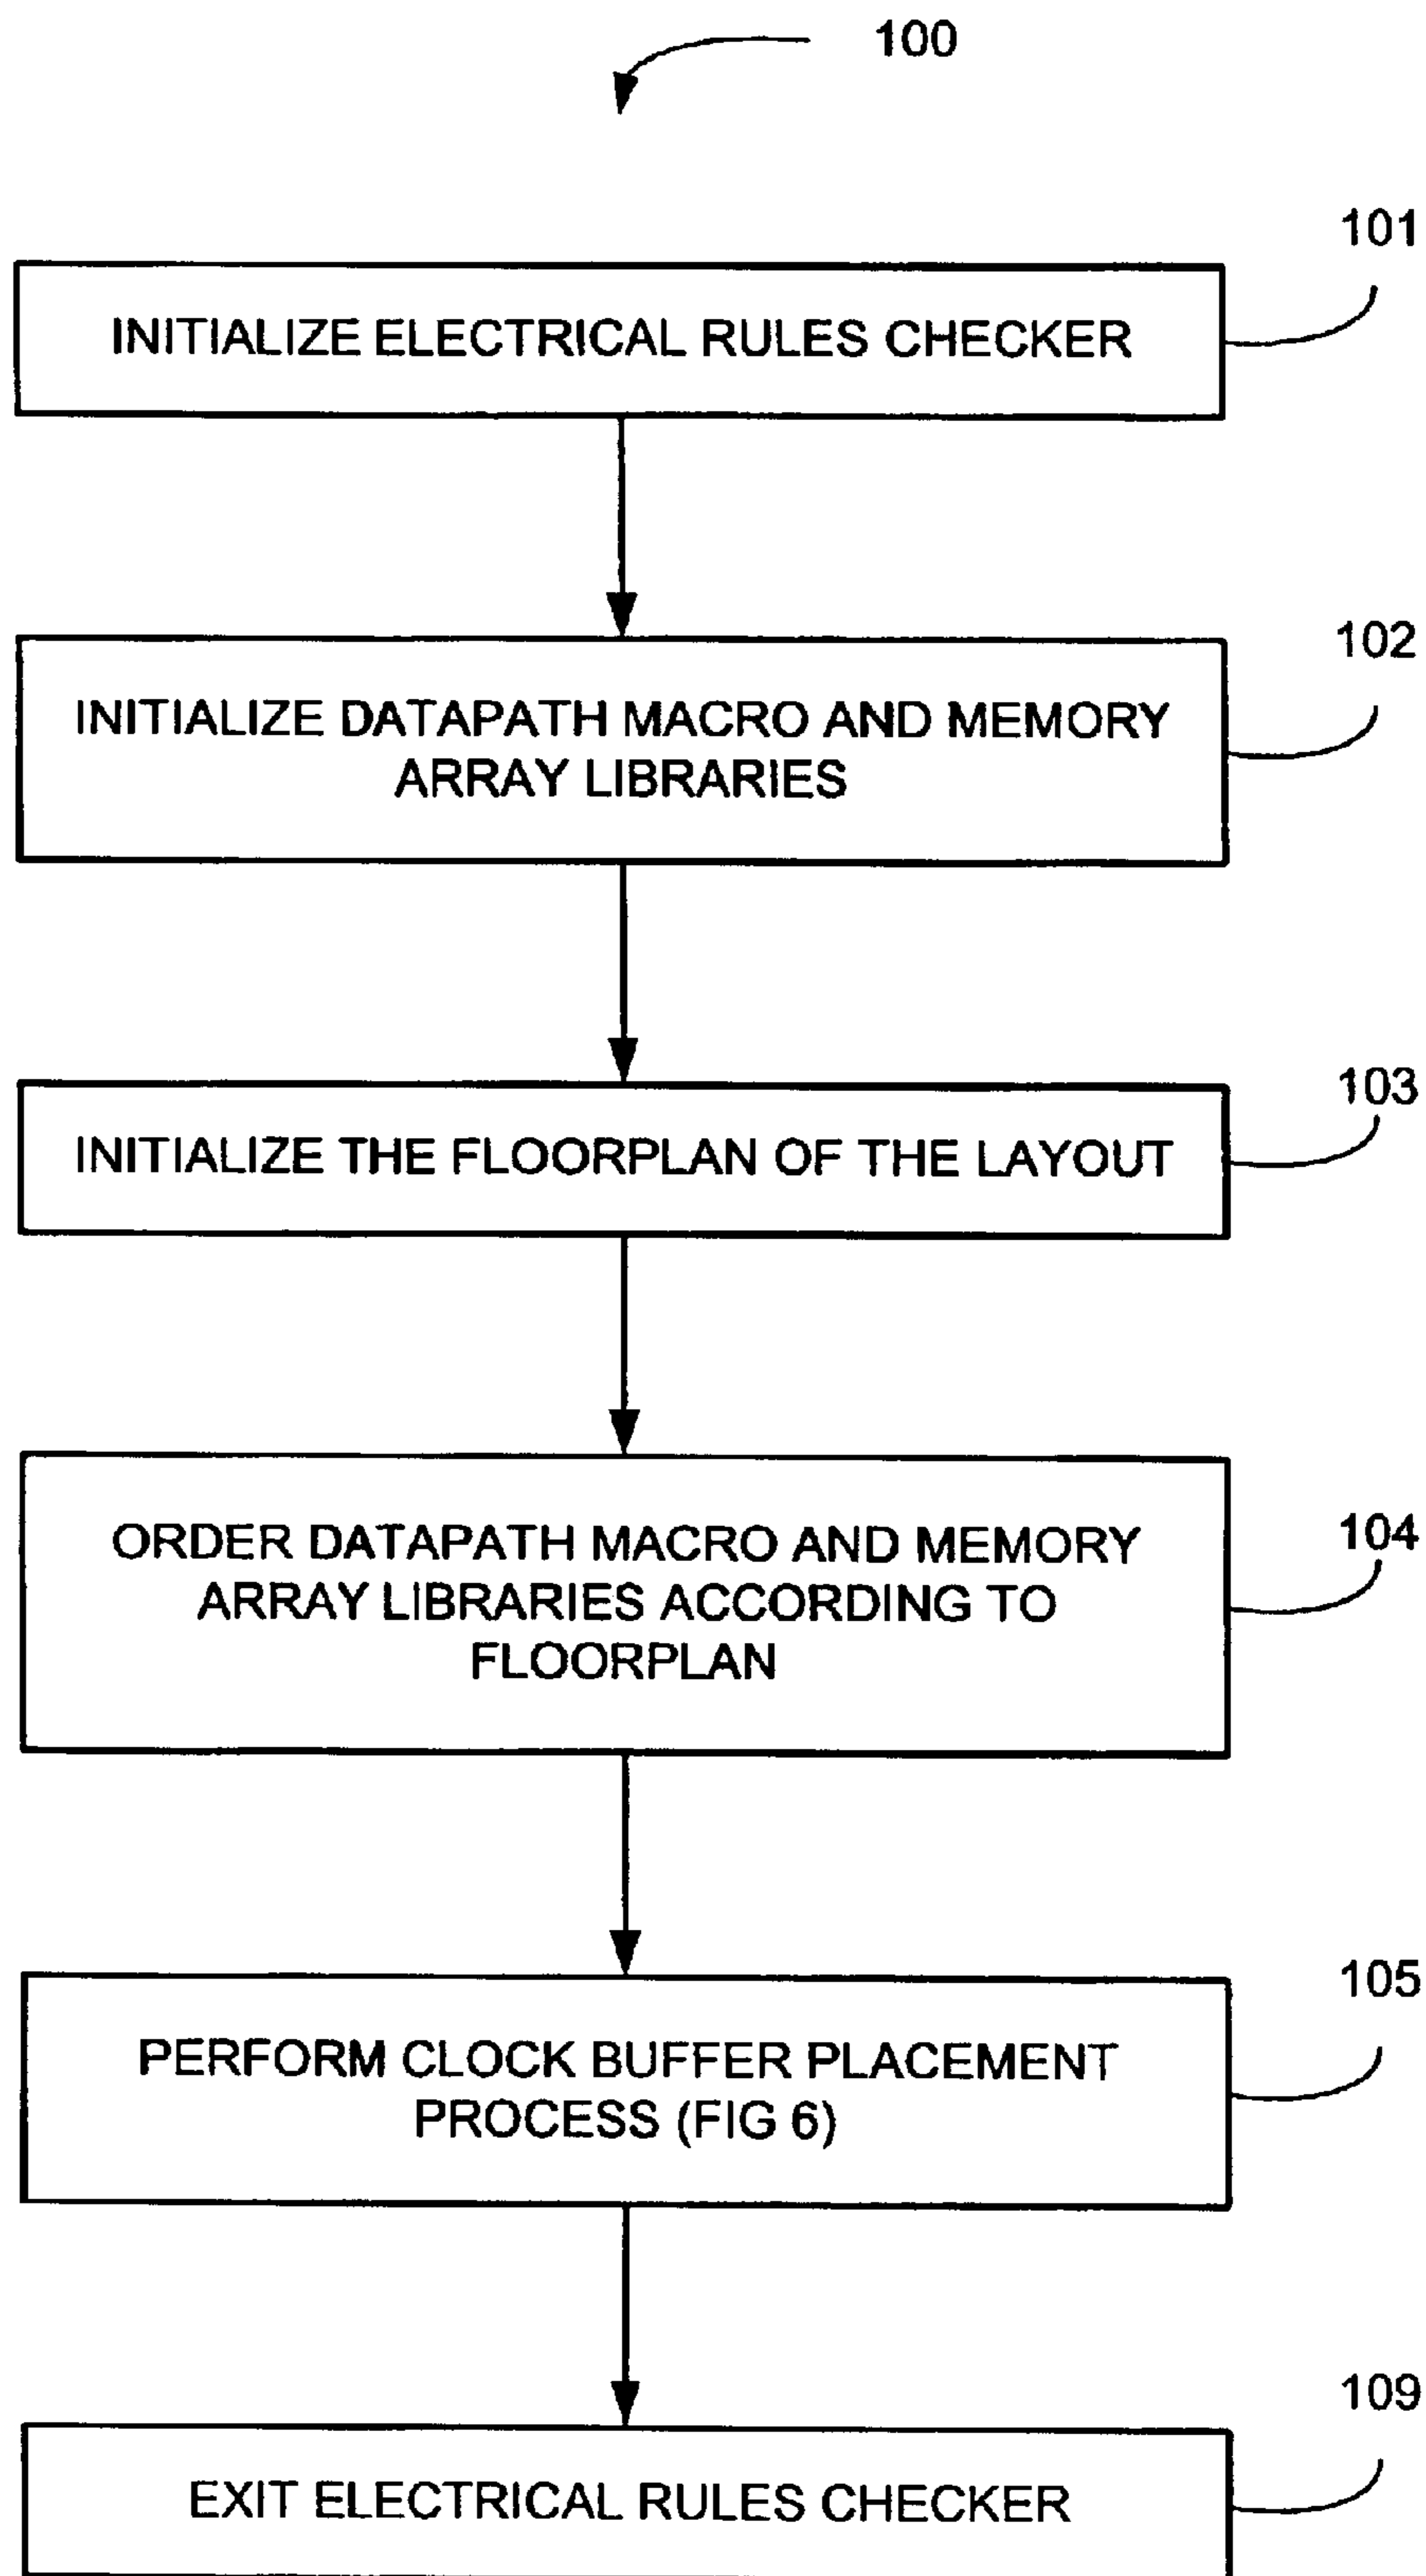 100
101
INITIALIZE ELECTRICAL RULES CHECKER
102
INITIALIZE DATAPATH MACRO AND MEMORY
ARRAY LIBRARIES
103
INITIALIZE THE FLOORPLAN OF THE LAYOUT
104
ORDER DATAPATH MACRO AND MEMORY
ARRAY LIBRARIES ACCORDING TO
FLOORPLAN
105
PERFORM CLOCK BUFFER PLACEMENT
PROCESS (FIG 6)
109
EXIT ELECTRICAL RULES CHECKER